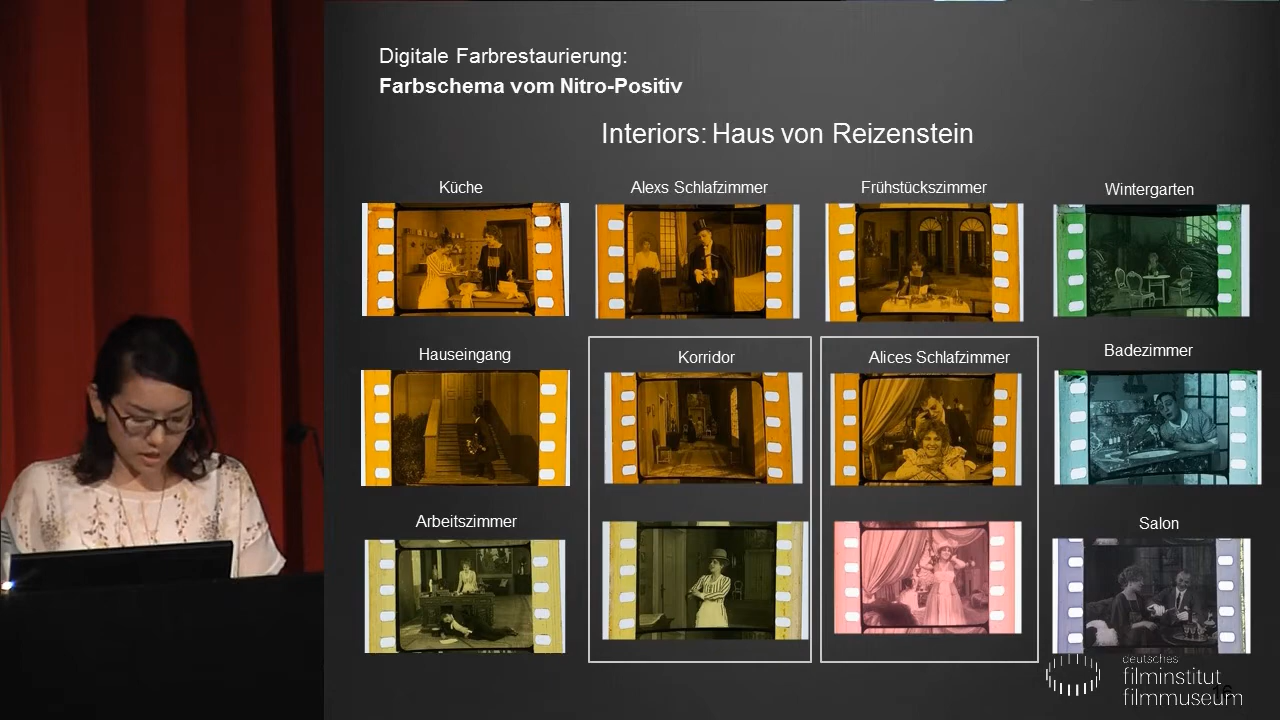 Digitale Farbrestaurierung:
Farbschema vom Nitro-Positiv
Interiors: Haus von Reizenstein
Küche
Alexs Schlafzimmer
Frühstückszimmer
Wintergarten
Hauseingang
Korridor
Alices Schlafzimmer
Badezimmer
Arbeitszimmer
Salon
deutsches
filminstitut
filmmuseum